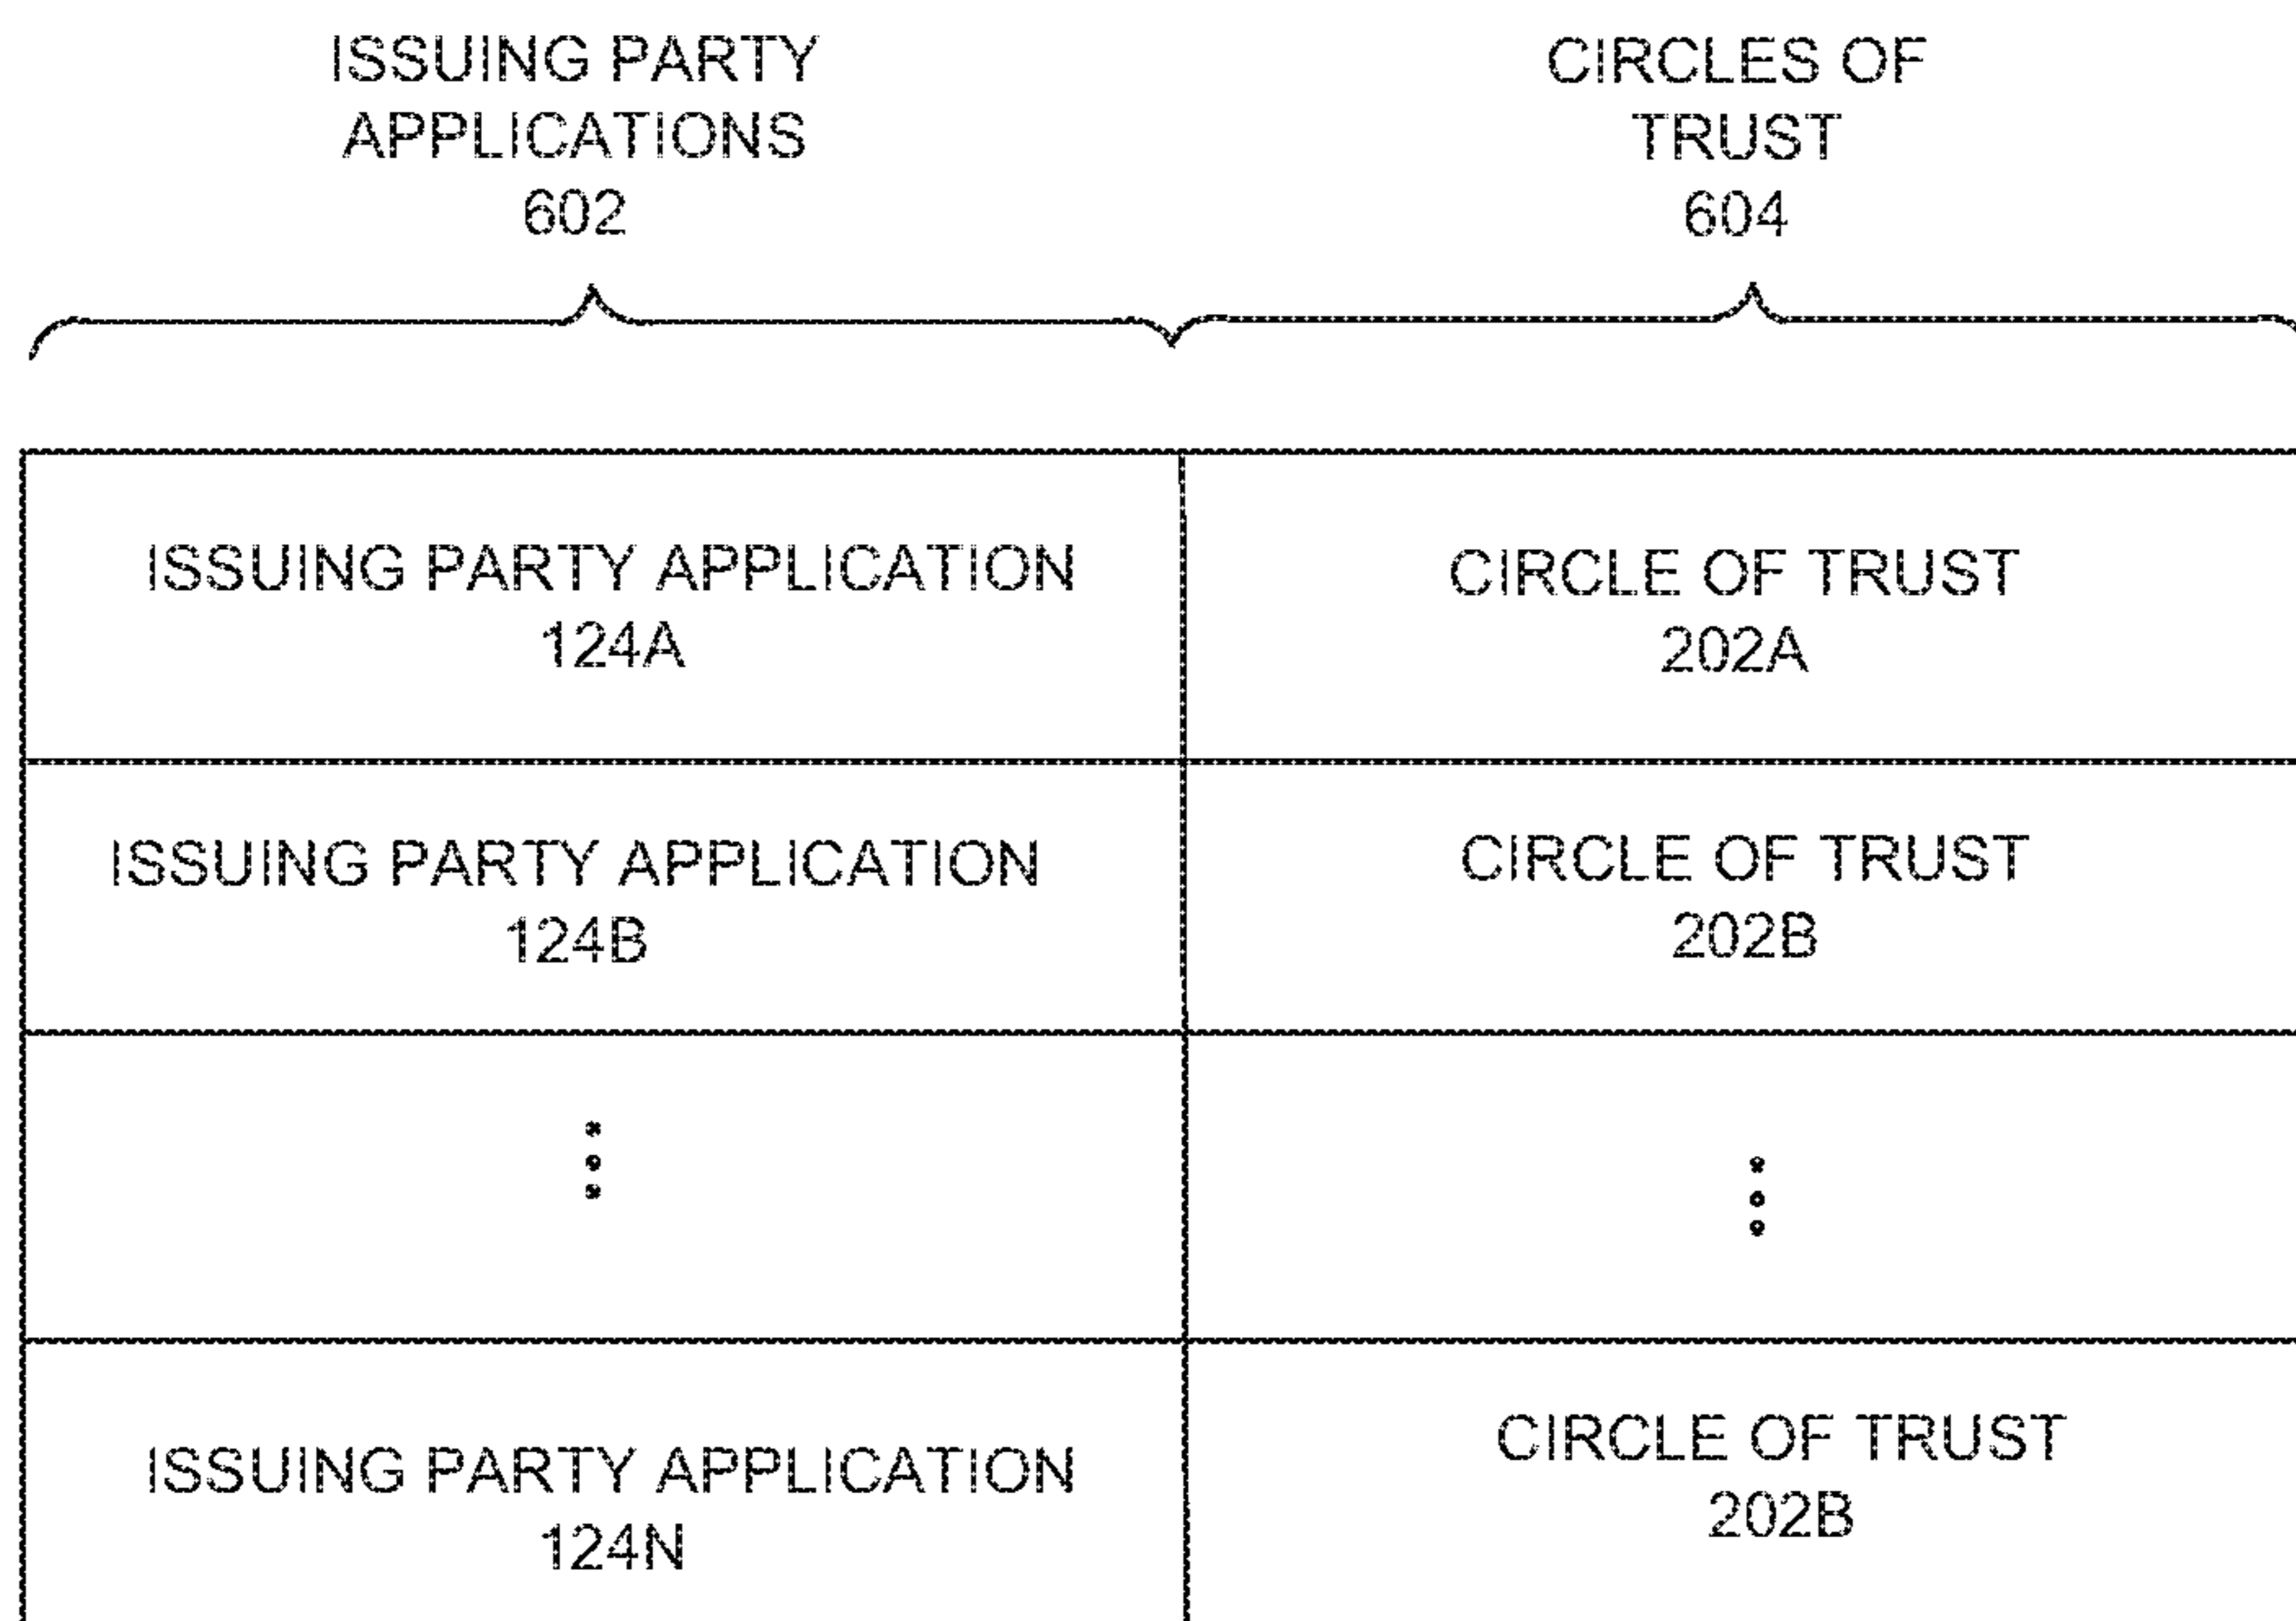 ISSUING PARTY
APPLICATIONS
602
CIRCLES OF
TRUST
604
ISSUING PARTY APPLICATION
124A
CIRCLE OF TRUST
202A
ISSUING PARTY APPLICATION
124B
CIRCLE OF TRUST
202B
ISSUING PARTY APPLICATION
124N
CIRCLE OF TRUST
202B